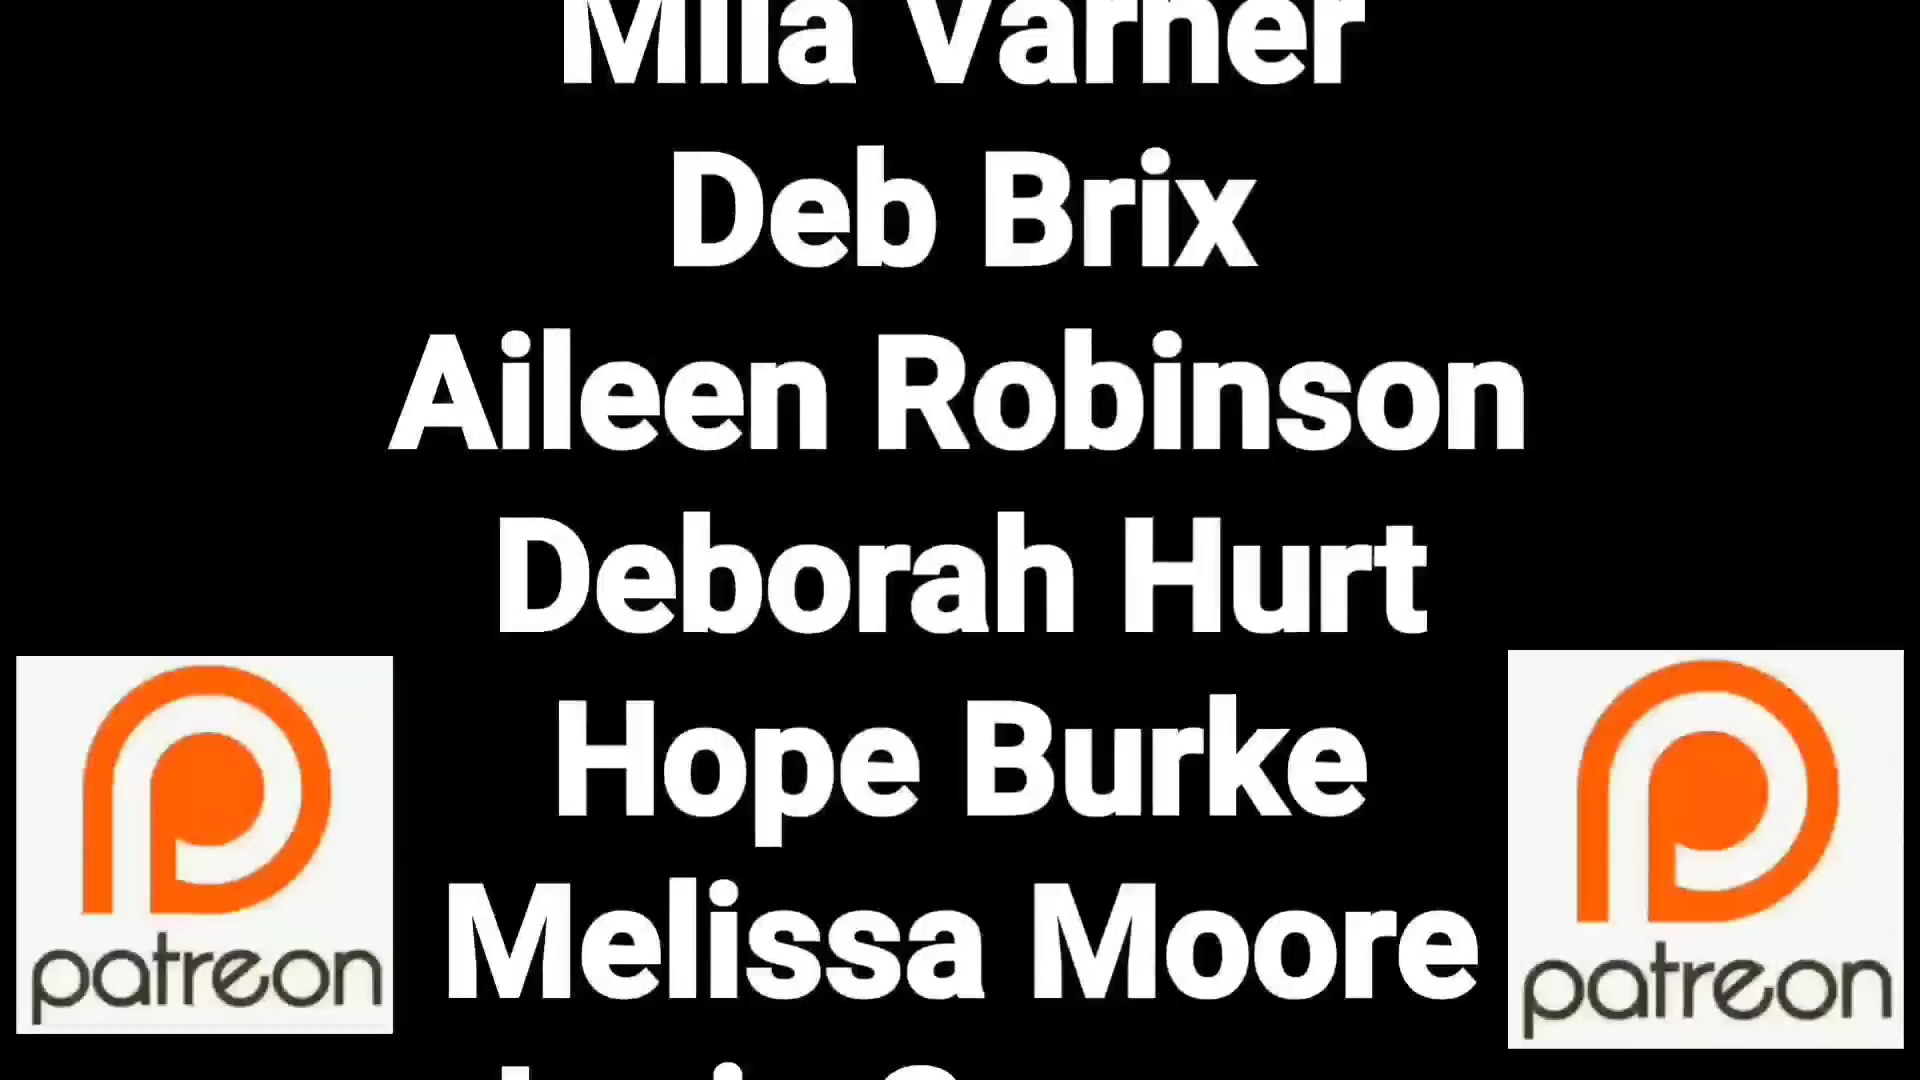 Mila Varner
Deb Brix
Aileen Robinson
Deborah Hurt
Hope Burke
Melissa Moore
patreon
patreon